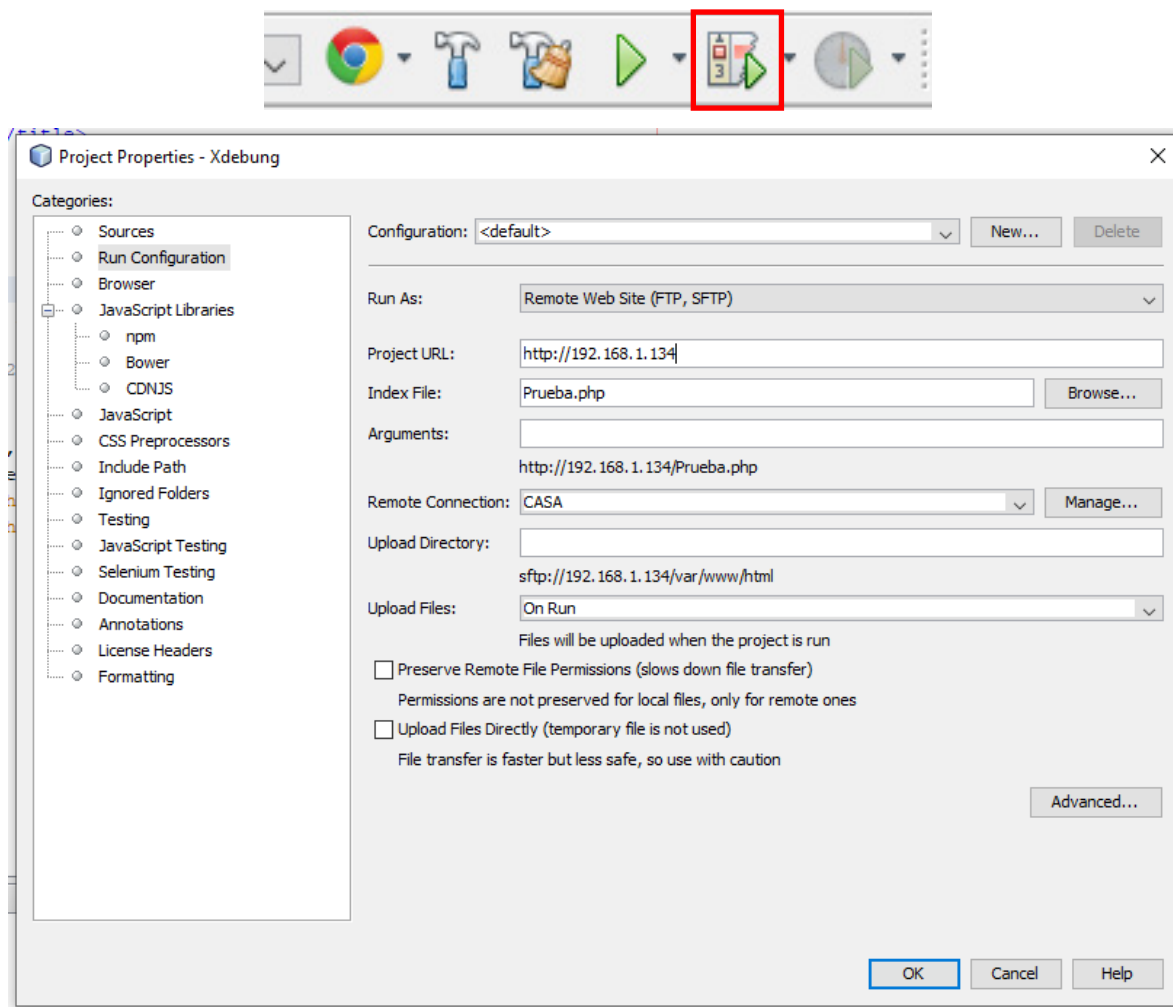 3
/title>
Project Properties - Xdebung
Categories:
Sources
Run Configuration
Browser
JavaScript Libraries
npm
Bower
CDNJS
JavaScript
CSS Preprocessors
Include Path
Ignored Folders
Testing
JavaScript Testing
Selenium Testing
Documentation
Annotations
License Headers
Formatting
Configuration: <default> New... Delete
Run As: Remote Web Site (FTP, SFTP)
Project URL: http://192.168.1.134
Index File: Prueba.php Browse...
Arguments:
http://192.168.1.134/Prueba.php
Remote Connection: CASA Manage...
Upload Directory:
sftp://192.168.1.134/var/www/html
Upload Files: On Run
Files will be uploaded when the project is run
Preserve Remote File Permissions (slows down file transfer)
Permissions are not preserved for local files, only for remote ones
Upload Files Directly (temporary file is not used)
File transfer is faster but less safe, so use with caution
Advanced...
OK Cancel Help